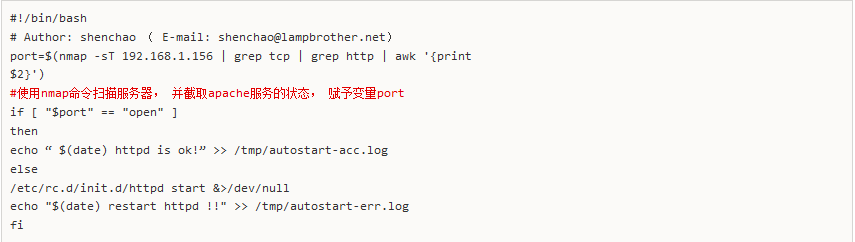 #!/bin/bash
# Author: shenchao （ E-mail: shenchao@lampbrother.net)
port=$(nmap -sT 192.168.1.156 | grep tcp | grep http | awk '{print
$2}')
#使用nmap命令扫描服务器， 并截取apache服务的状态， 赋予变量port
if [ "$port" == "open" ]
then
echo “ $(date) httpd is ok!” >> /tmp/autostart-acc.log
else
/etc/rc.d/init.d/httpd start &>/dev/null
echo "$(date) restart httpd !!" >> /tmp/autostart-err.log
fi